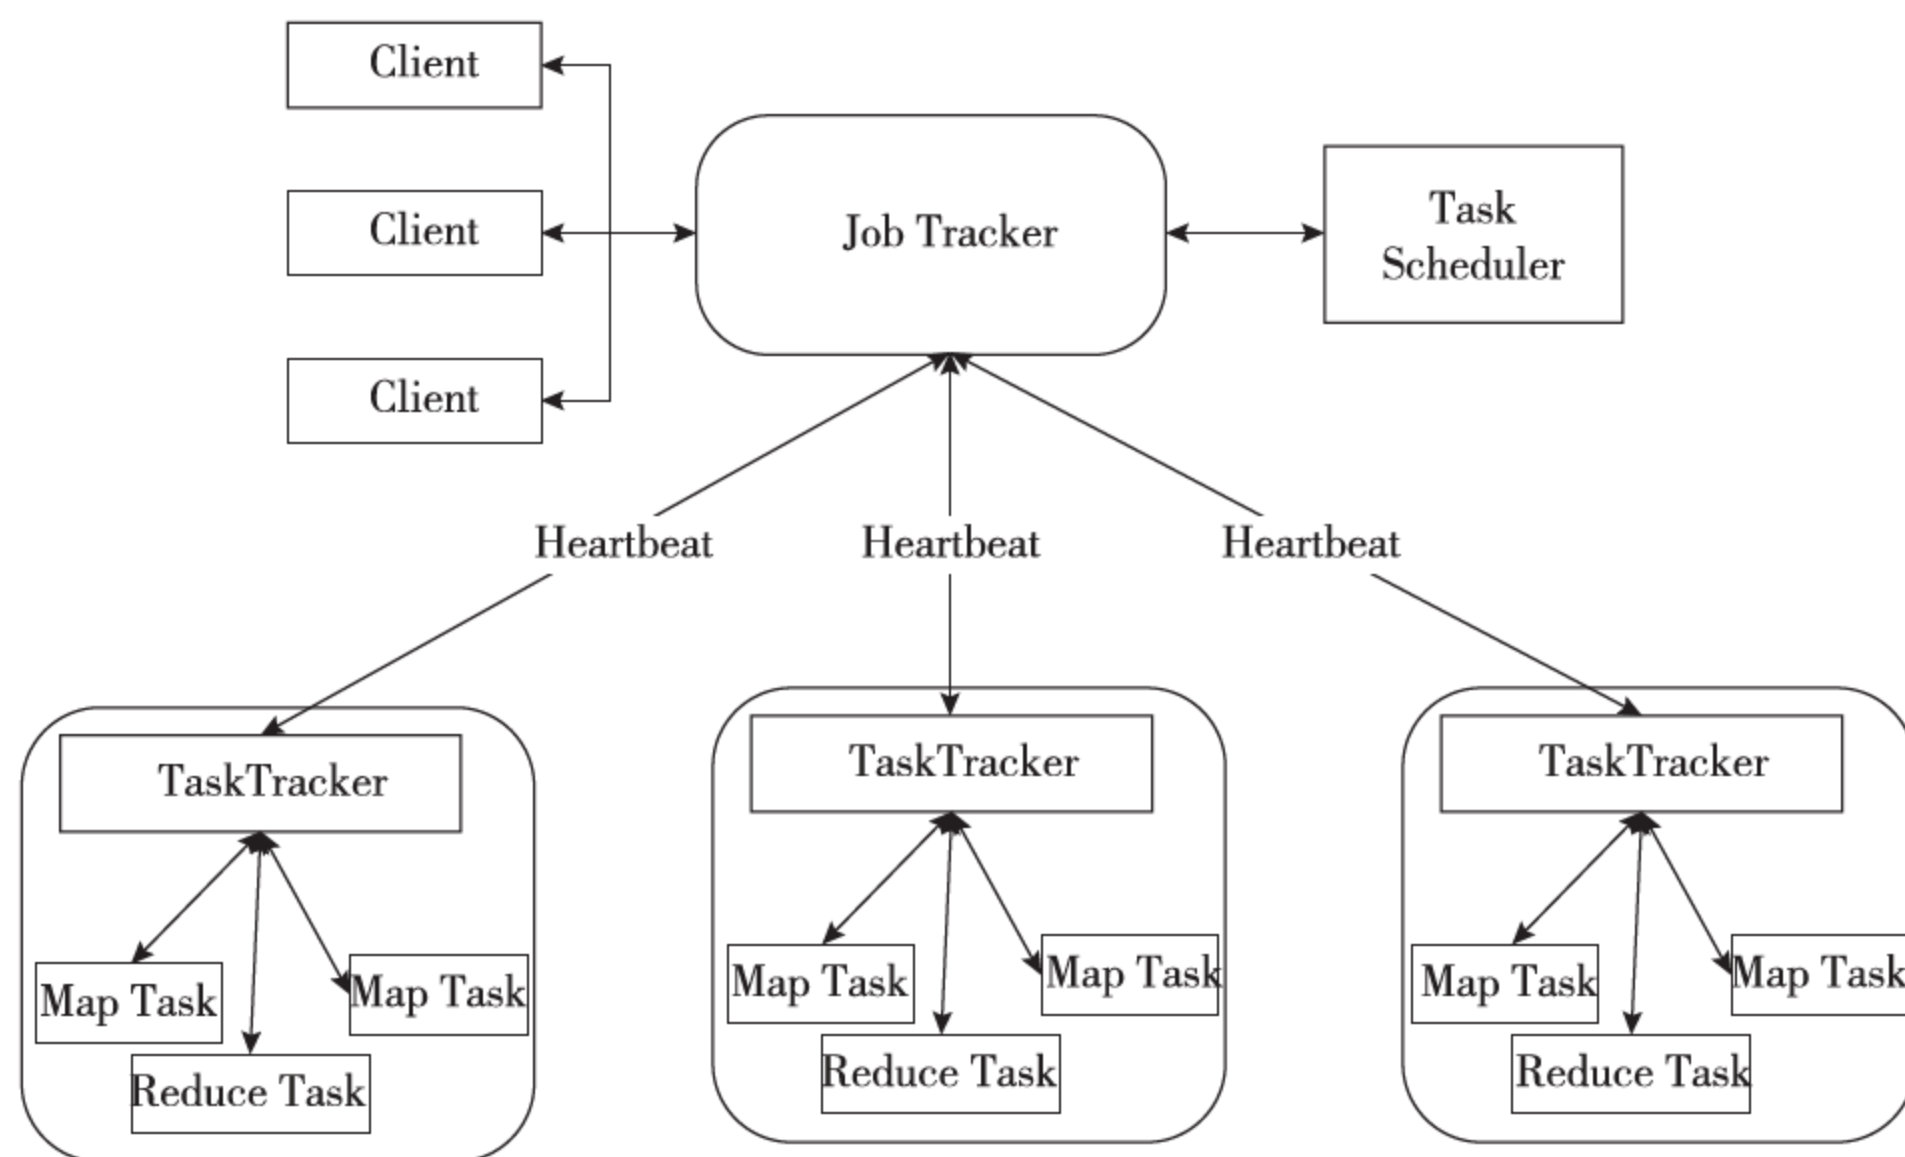 Client
Client
Client
Job Tracker
Task
Scheduler
Heartbeat
Heartbeat
Heartbeat
TaskTracker
Map Task
Map Task
Reduce Task
TaskTracker
Map Task
Map Task
Reduce Task
TaskTracker
Map Task
Map Task
Reduce Task